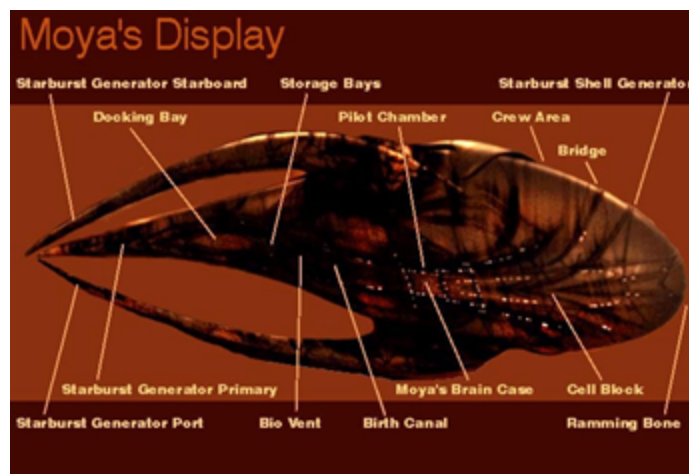 Moya's Display
Starburst Generator Starboard
Storage Bays
Starburst Shell Generator
Docking Bay
Pilot Chamber
Crew Area
Bridge
Starburst Generator Primary
Moya's Brain Case
Cell Block
Starburst Generator Port
Bio Vent
Birth Canal
Ramming Bone